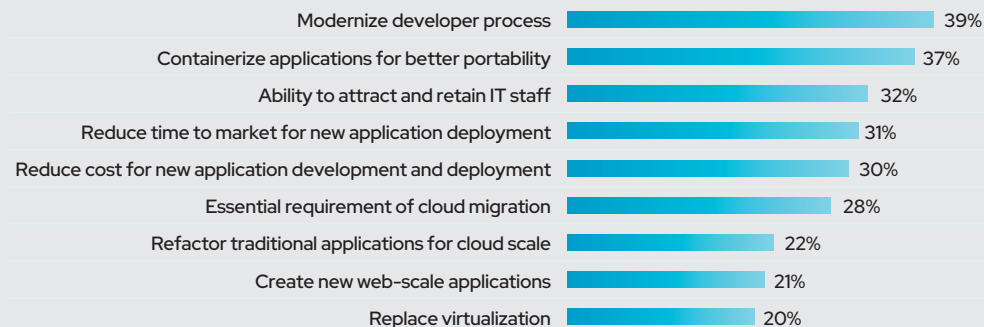 Modernize developer process 39%
Containerize applications for better portability 37%
Ability to attract and retain IT staff 32%
Reduce time to market for new application deployment 31%
Reduce cost for new application development and deployment 30%
Essential requirement of cloud migration 28%
Refactor traditional applications for cloud scale 22%
Create new web-scale applications 21%
Replace virtualization 20%